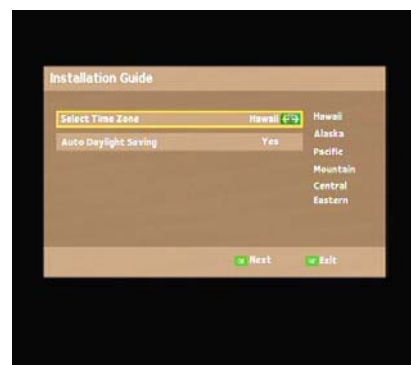 Installation Guide
Select Time Zone Hawaii
Auto Daylight Saving Yes
Hawaii
Alaska
Pacific
Mountain
Central
Eastern
Next Exit